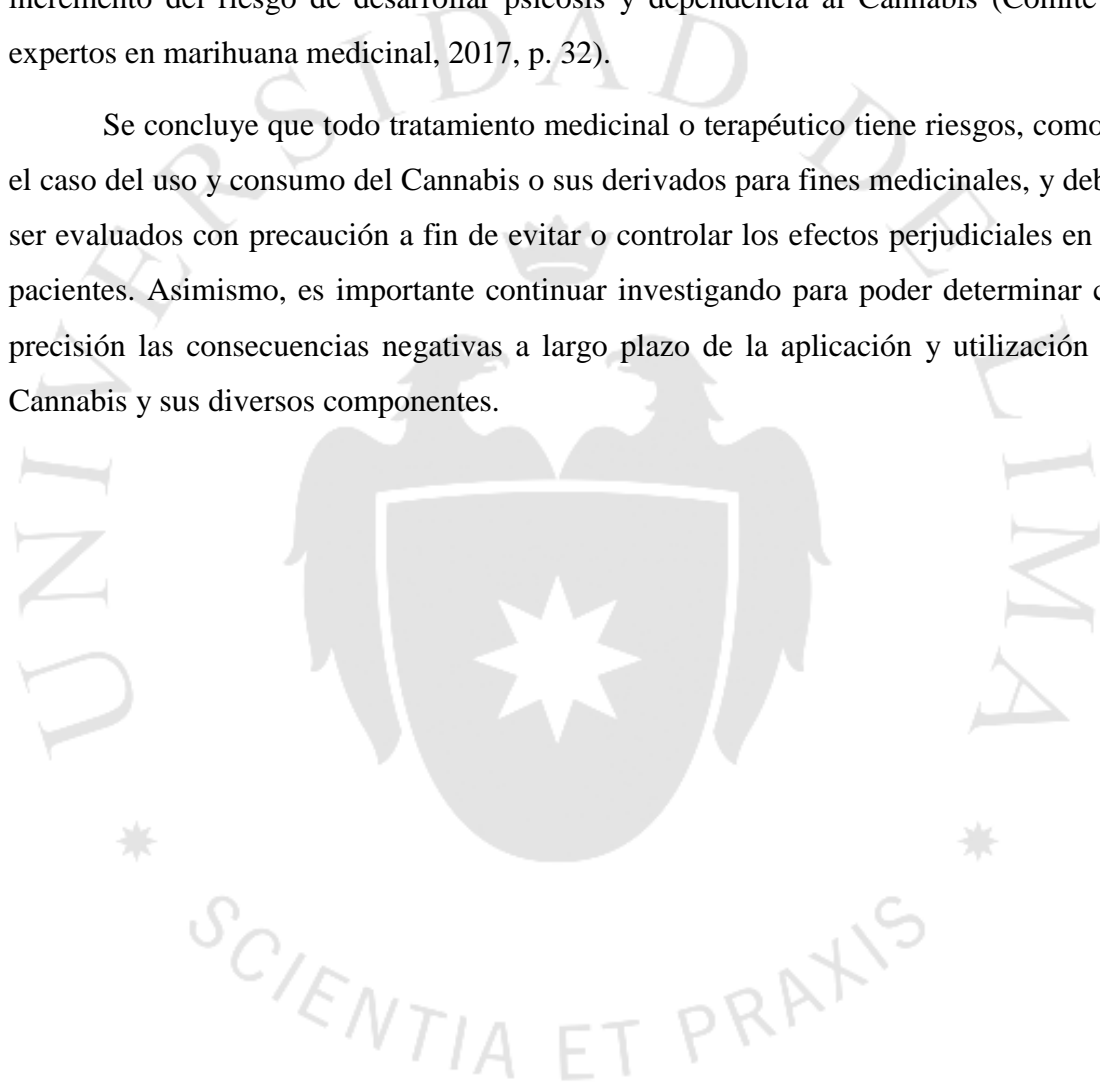 incremento del riesgo de desarrollar psicosis y dependencia al Cannabis (Comité
expertos en marihuana medicinal, 2017, p. 32).
Se concluye que todo tratamiento medicinal o terapéutico tiene riesgos, como
el caso del uso y consumo del Cannabis o sus derivados para fines medicinales, y deb
ser evaluados con precaución a fin de evitar o controlar los efectos perjudiciales en
pacientes. Asimismo, es importante continuar investigando para poder determinar c
precisión las consecuencias negativas a largo plazo de la aplicación y utilización
Cannabis y sus diversos componentes.
UNIVERSIDAD DE LIMA
SCIENTIA ET PRAXIS